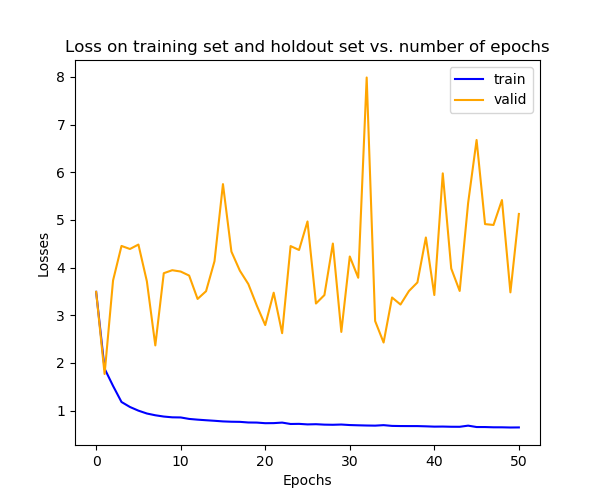 Loss on training set and holdout set vs. number of epochs
train
valid
8
7
6
5
4
3
2
1
Losses
0 10 20 30 40 50
Epochs